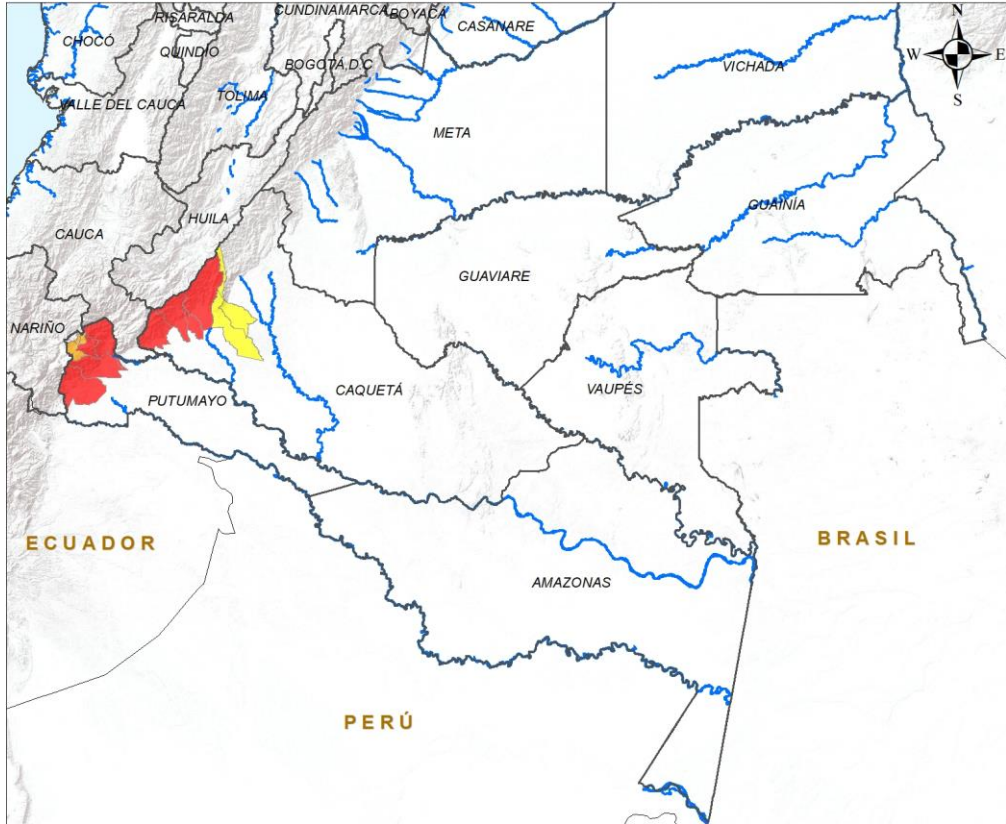 CUNDINAMARCA
BOYACÁ
RISARALDA
CASANARE
N
CHOCÓ
QUINDÍO
BOGOTÁ D.C
W
E
VICHADA
S
VALLE DEL CAUCA
TOLIMA
META
HUILA
GUAINÍA
CAUCA
GUAVIARE
NARIÑO
PUTUMAYO
CAQUETÁ
VAUPÉS
ECUADOR
BRASIL
AMAZONAS
PERÚ